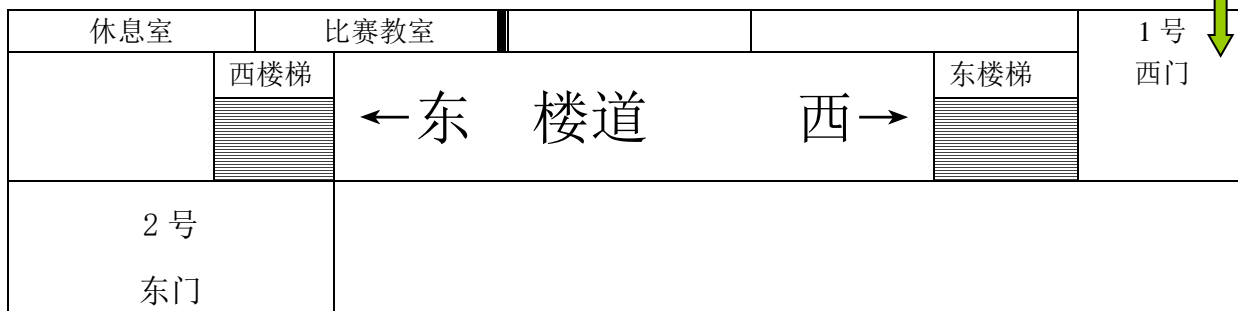 休息室 比赛教室 1 号
西楼梯 东楼梯 西门
←东 楼道 西→
2 号
东门